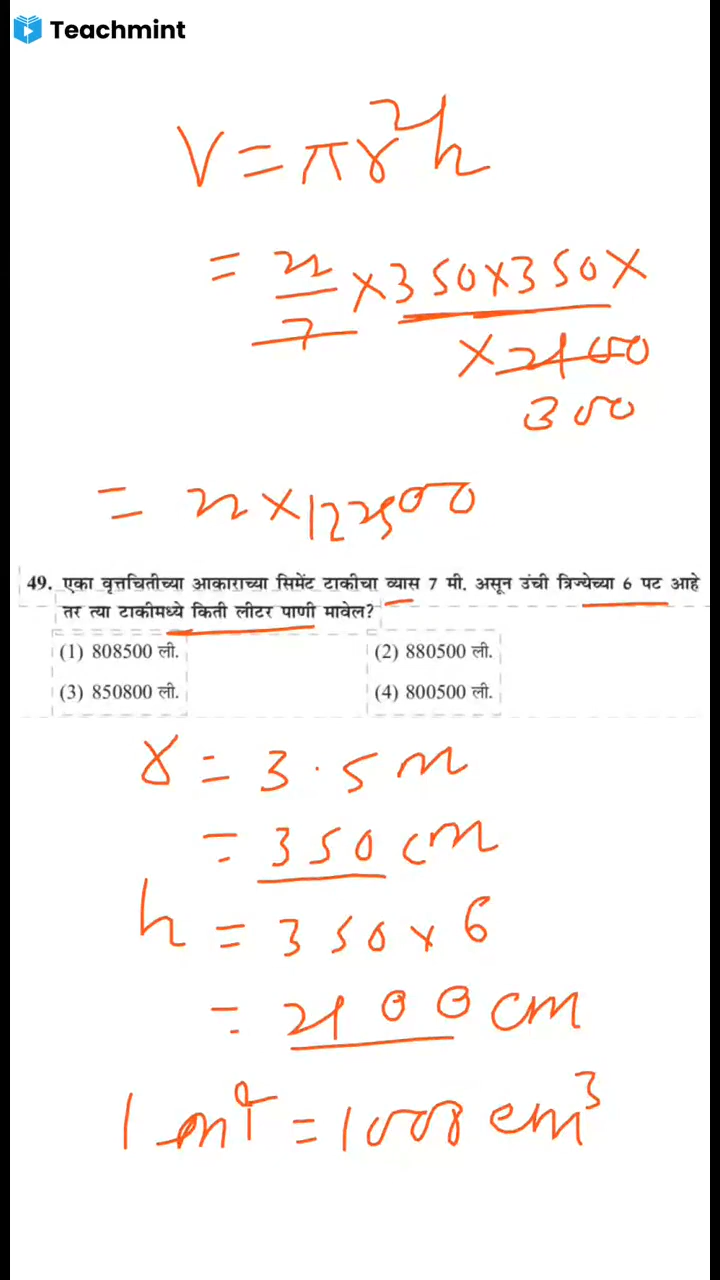 Teachmint
V = πr²h
= 22/7 × 350 × 350 ×
× 2100
300
= 22 × 122500
49. एका वृत्तचितीच्या आकाराच्या सिमेंट टाकीचा व्यास 7 मी. असून उंची त्रिज्येच्या 6 पट आहे
तर त्या टाकीमध्ये किती लीटर पाणी मावेल?
(1) 808500 ली. (2) 880500 ली.
(3) 850800 ली. (4) 800500 ली.
r = 3.5 m
= 350 cm
h = 350 × 6
= 2100 cm
= 1000 cm³